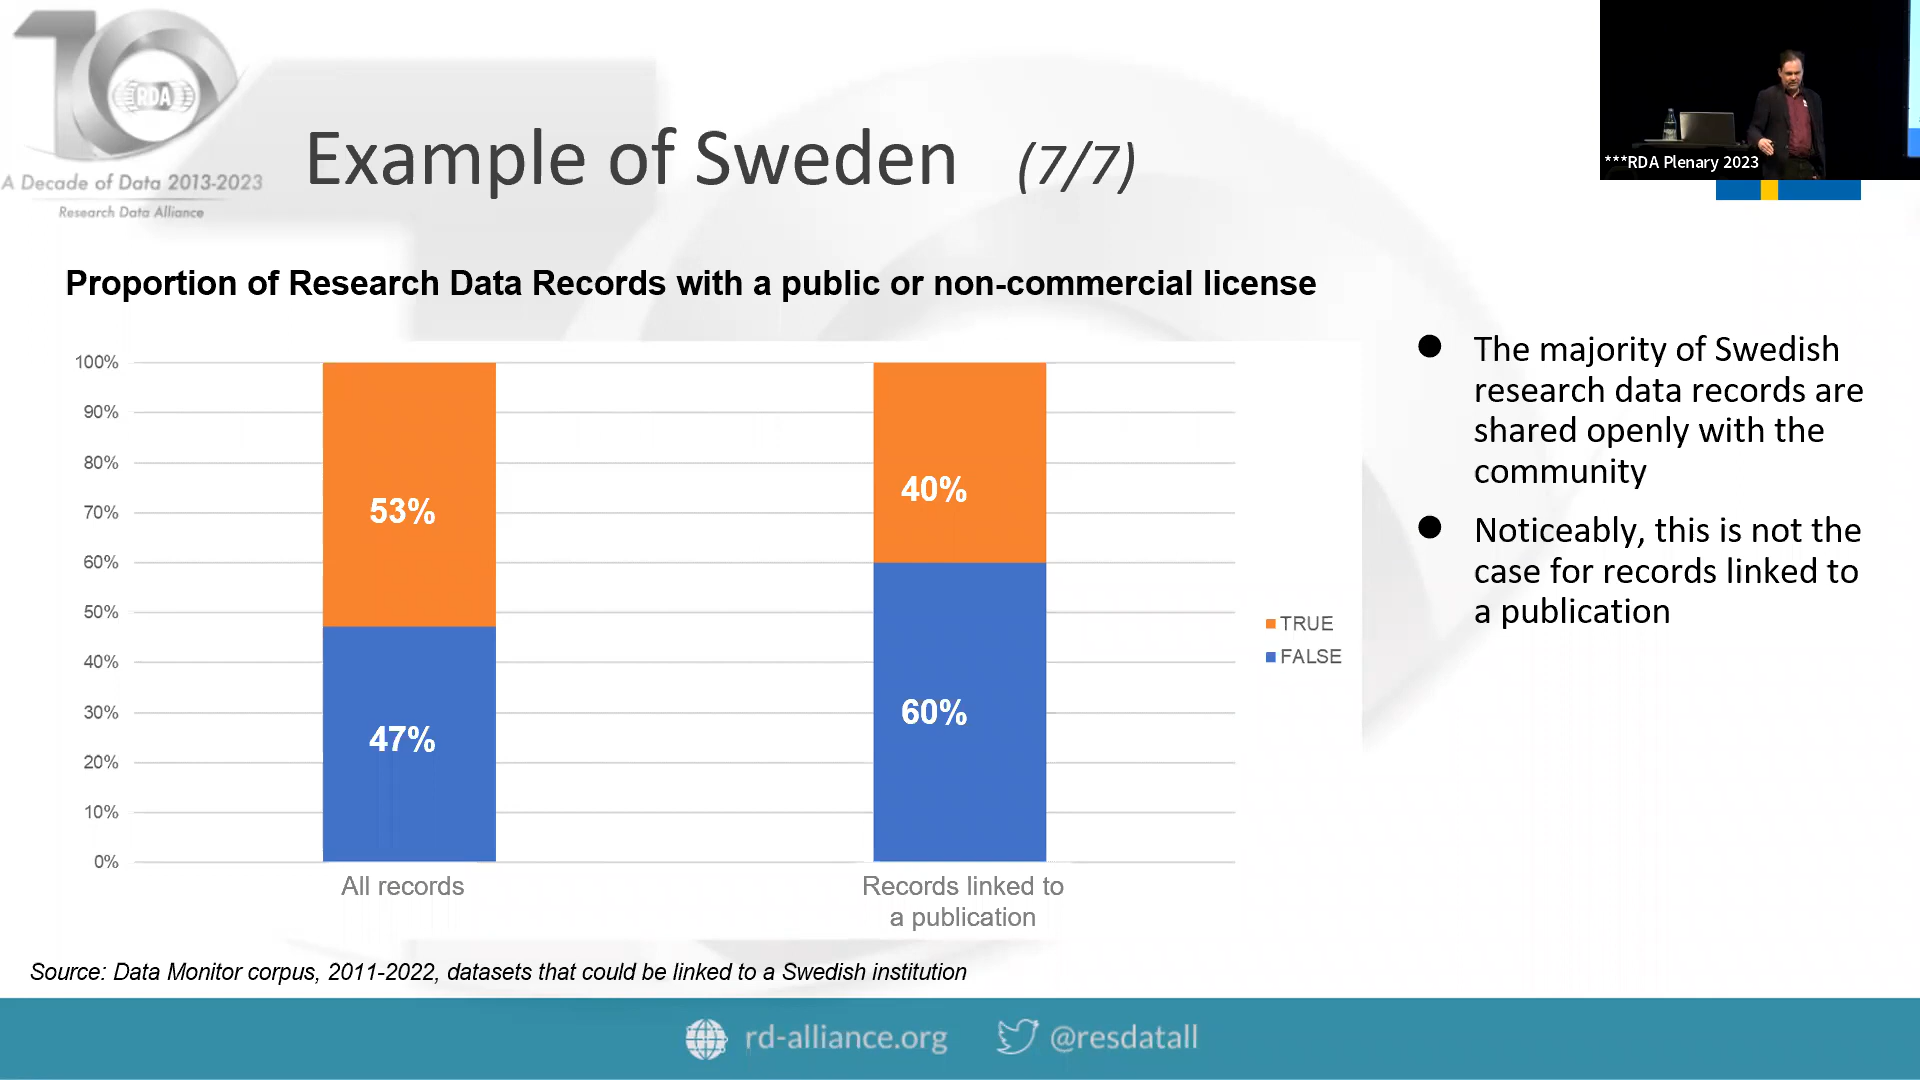 RDA
A Decade of Data 2013-2023
Research Data Alliance
Example of Sweden (7/7)
***RDA Plenary 2023
Proportion of Research Data Records with a public or non-commercial license
100%
90%
80%
70%
60%
50%
40%
30%
20%
10%
0%
53%
47%
40%
60%
All records
Records linked to
a publication
TRUE
FALSE
● The majority of Swedish
research data records are
shared openly with the
community
● Noticeably, this is not the
case for records linked to
a publication
Source: Data Monitor corpus, 2011-2022, datasets that could be linked to a Swedish institution
rd-alliance.org
@resdatall